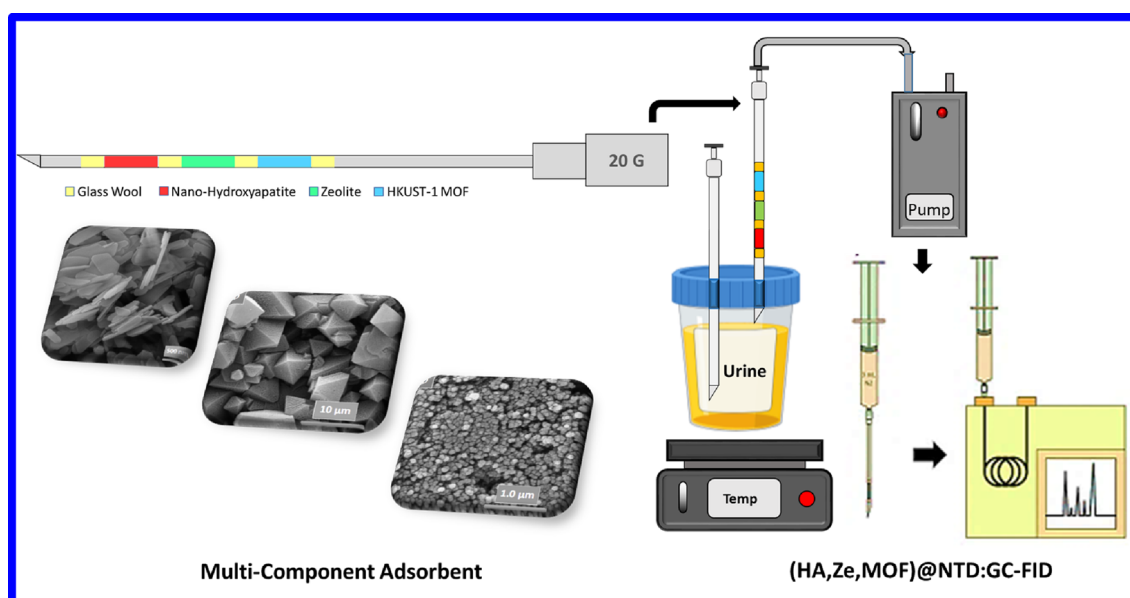 20 G
Glass Wool
Nano-Hydroxyapatite
Zeolite
HKUST-1 MOF
10 μm
1.0 μm
Multi-Component Adsorbent
Pump
Urine
Temp
(HA,Ze,MOF)@NTD:GC-FID